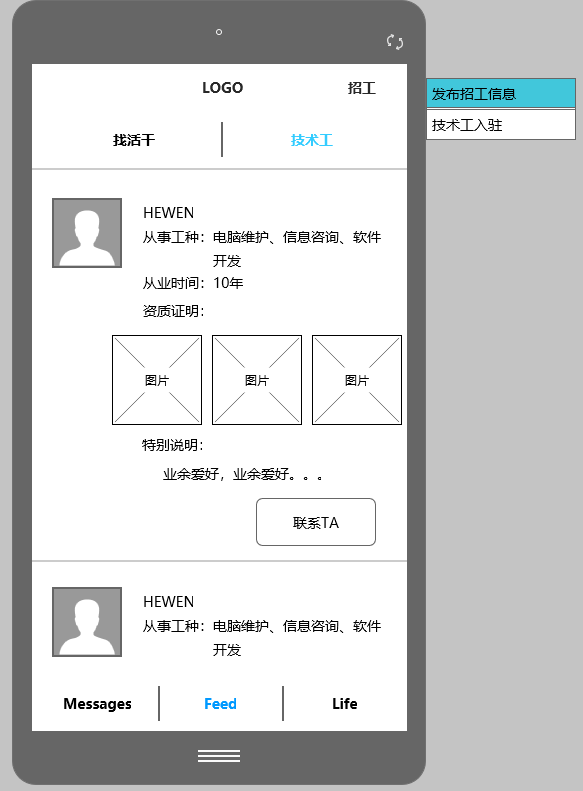 LOGO
招工
发布招工信息
技术工入驻
找活干
技术工
HEWEN
从事工种：电脑维护、信息咨询、软件
开发
从业时间：10年
资质证明：
图片
图片
图片
特别说明：
业余爱好，业余爱好。。。
联系TA
HEWEN
从事工种：电脑维护、信息咨询、软件
开发
Messages
Feed
Life